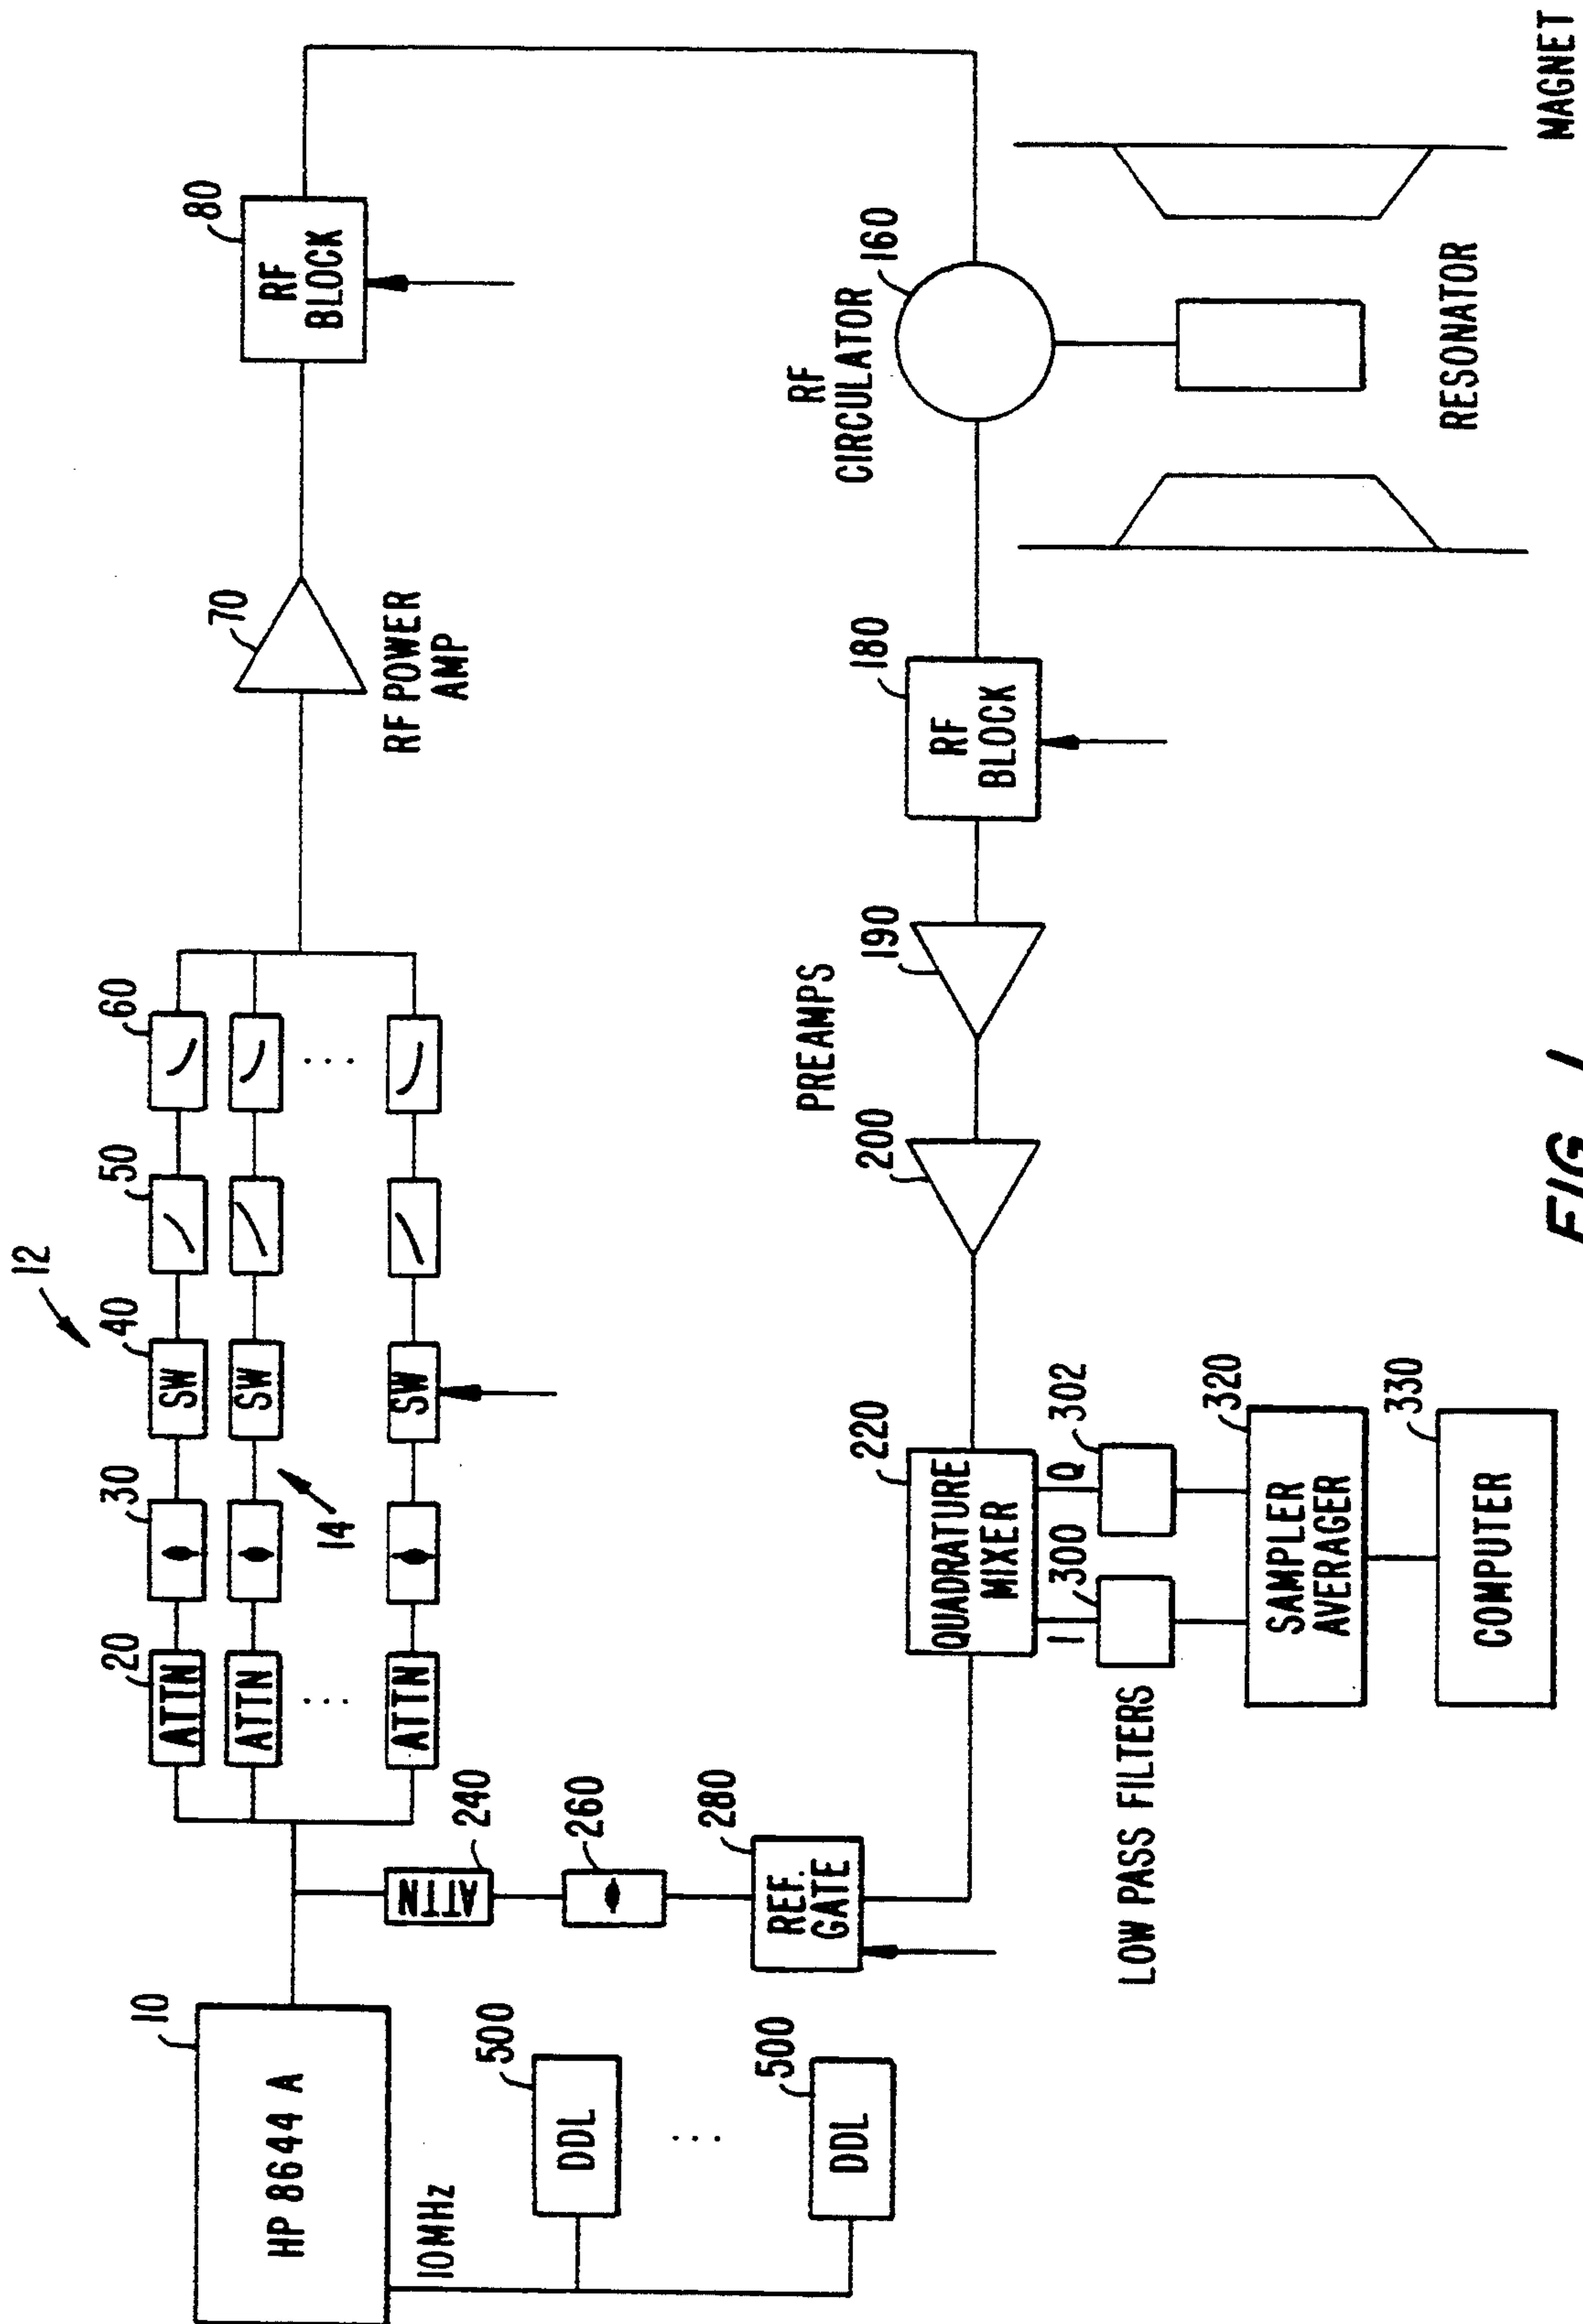 12
10
HP 8644 A
10MHz
500
DDL
...
500
DDL
20
30
40
50
60
ATTN
SW
ATTN
SW
14
...
...
ATTN
SW
70
RF POWER
AMP
80
RF
BLOCK
240
ATTN
260
280
REF.
GATE
PREAMPS
200
190
180
RF
BLOCK
RF
CIRCULATOR
160
220
QUADRATURE
MIXER
I
Q
300
302
LOW PASS FILTERS
320
SAMPLER
AVERAGER
330
COMPUTER
RESONATOR
MAGNET
FIG. 1